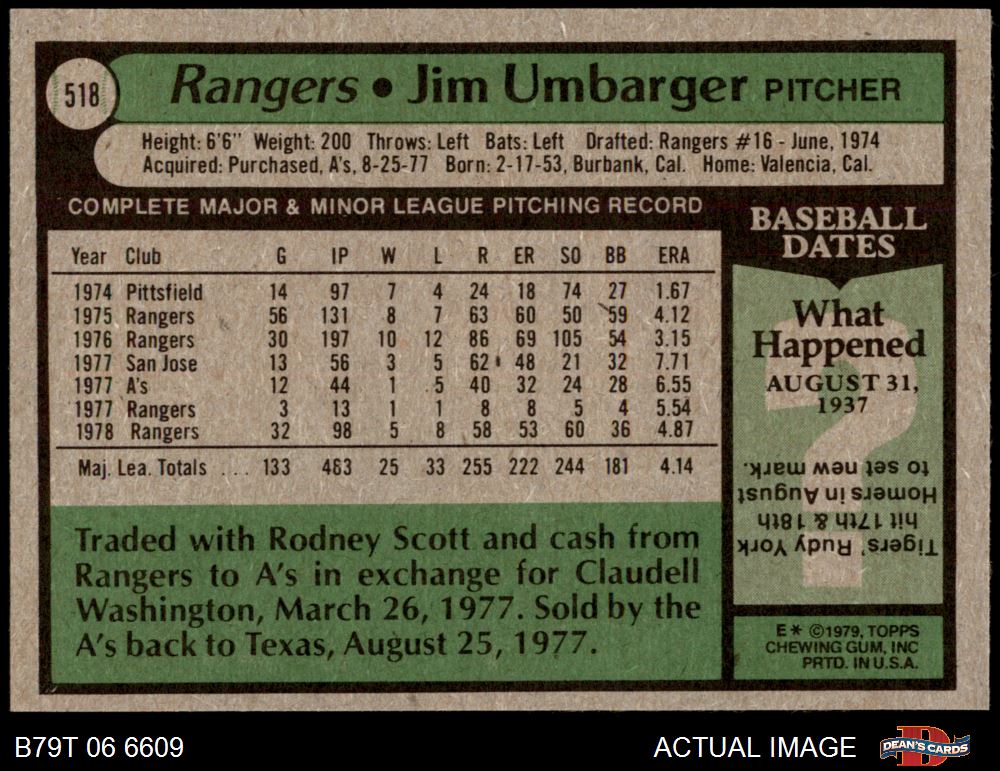 518
Rangers • Jim Umbarger PITCHER
Height: 6'6" Weight: 200 Throws: Left Bats: Left Drafted: Rangers #16 - June, 1974
Acquired: Purchased, A's, 8-25-77 Born: 2-17-53, Burbank, Cal. Home: Valencia, Cal.
COMPLETE MAJOR & MINOR LEAGUE PITCHING RECORD
Year Club G IP W L R ER SO BB ERA
1974 Pittsfield 14 97 7 4 24 18 74 27 1.67
1975 Rangers 56 131 8 7 63 60 50 59 4.12
1976 Rangers 30 197 10 12 86 69 105 54 3.15
1977 San Jose 13 56 3 5 62 48 21 32 7.71
1977 A's 12 44 1 5 40 32 24 28 6.55
1977 Rangers 3 13 1 1 8 8 5 4 5.54
1978 Rangers 32 98 5 8 58 53 60 36 4.87
Maj. Lea. Totals ... 133 483 25 33 255 222 244 181 4.14
Traded with Rodney Scott and cash from
Rangers to A's in exchange for Claudell
Washington, March 26, 1977. Sold by the
A's back to Texas, August 25, 1977.
BASEBALL
DATES
What
Happened
AUGUST 31,
1937
Tigers' Rudy York
hit 17th & 18th
Homers in August
to set new mark.
E* ©1979, TOPPS
CHEWING GUM, INC
PRTD. IN U.S.A.
B79T 06 6609
ACTUAL IMAGE
DEAN'S CARDS